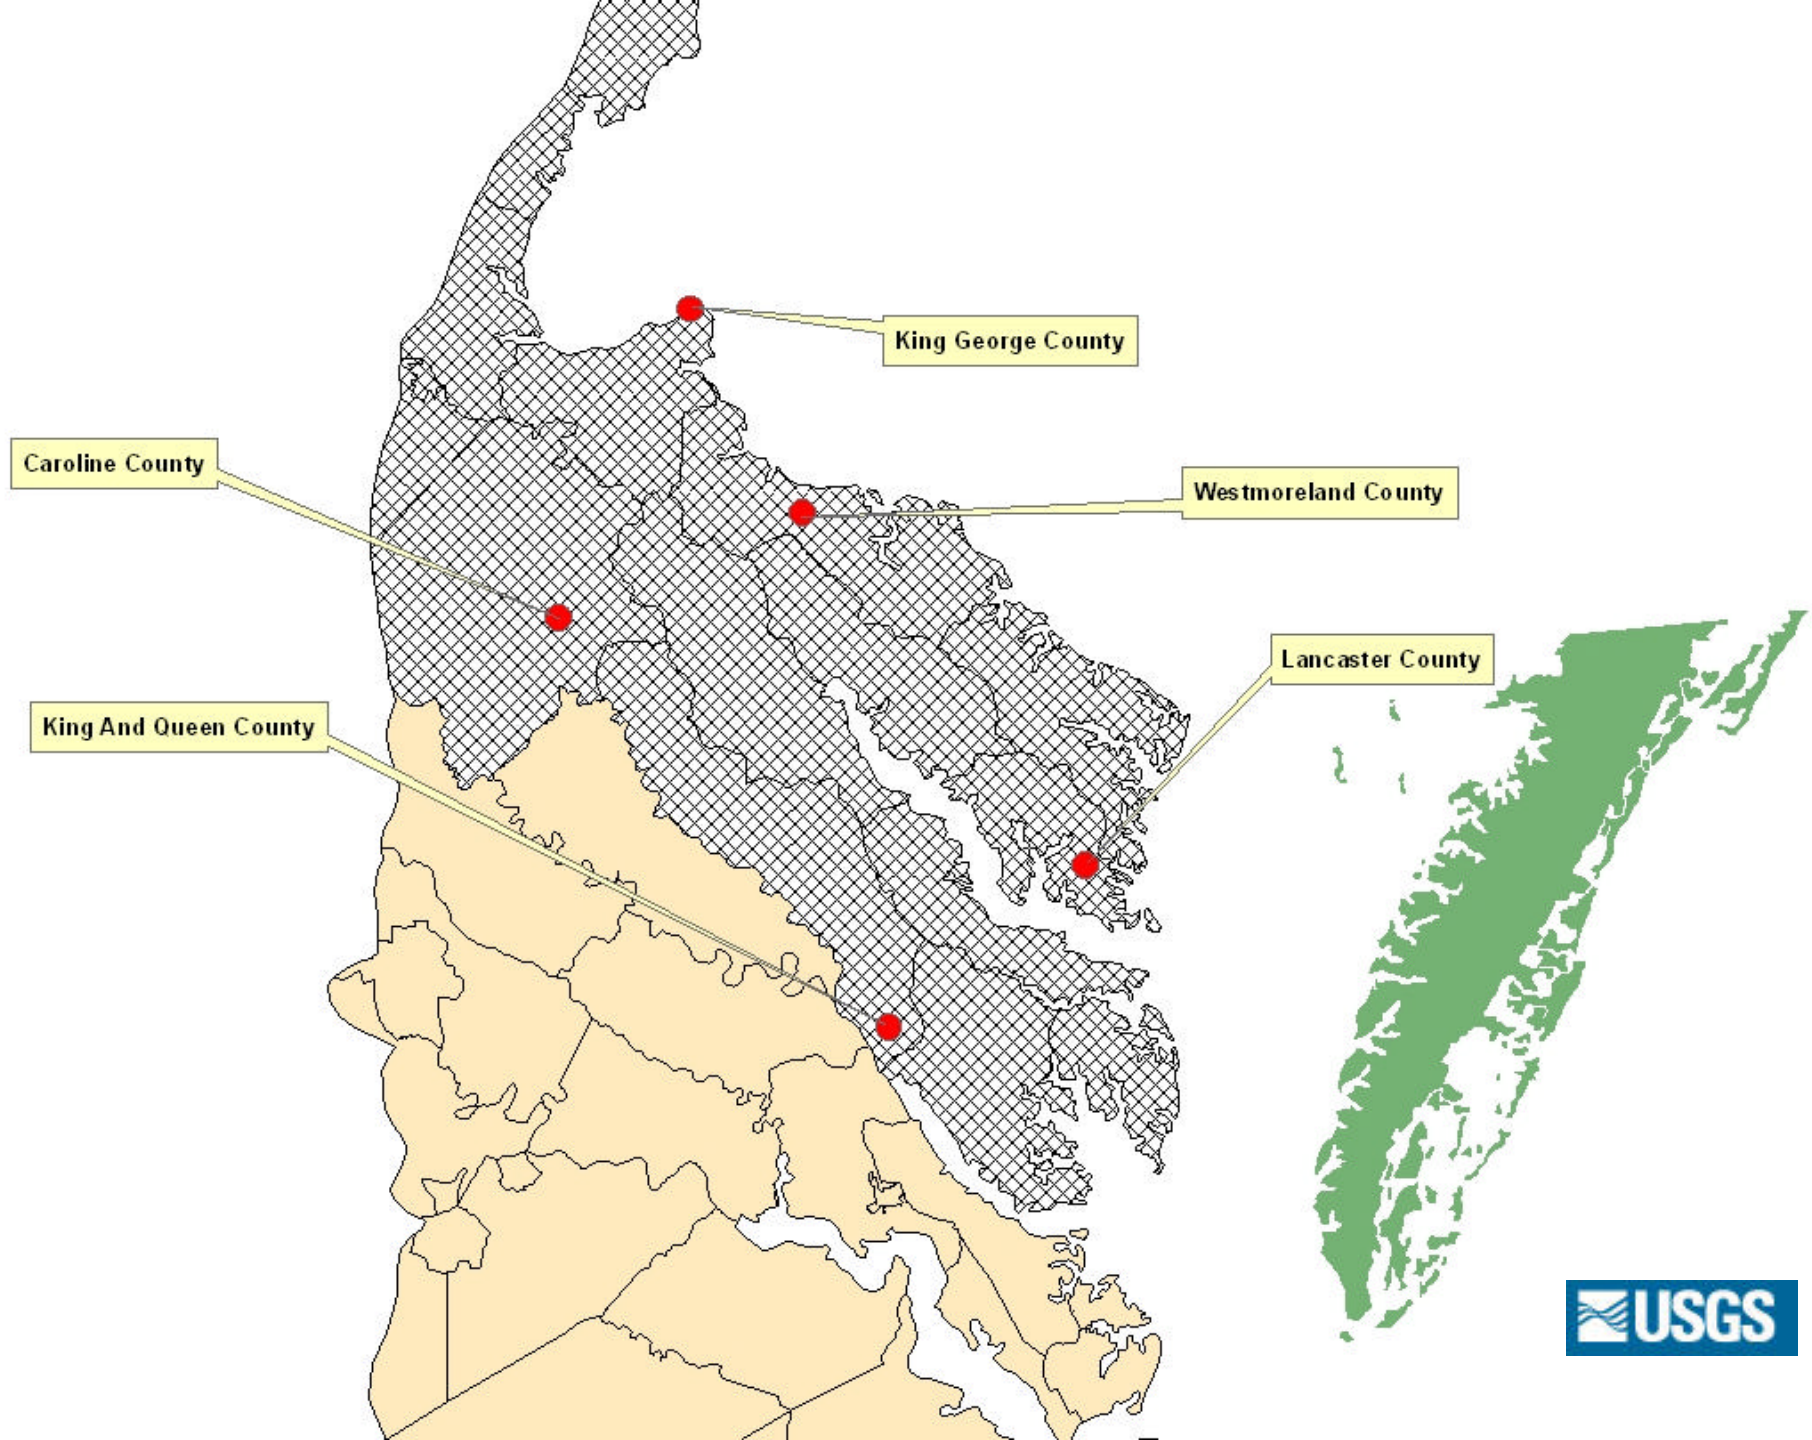 King George County
Caroline County
Westmoreland County
Lancaster County
King And Queen County
USGS